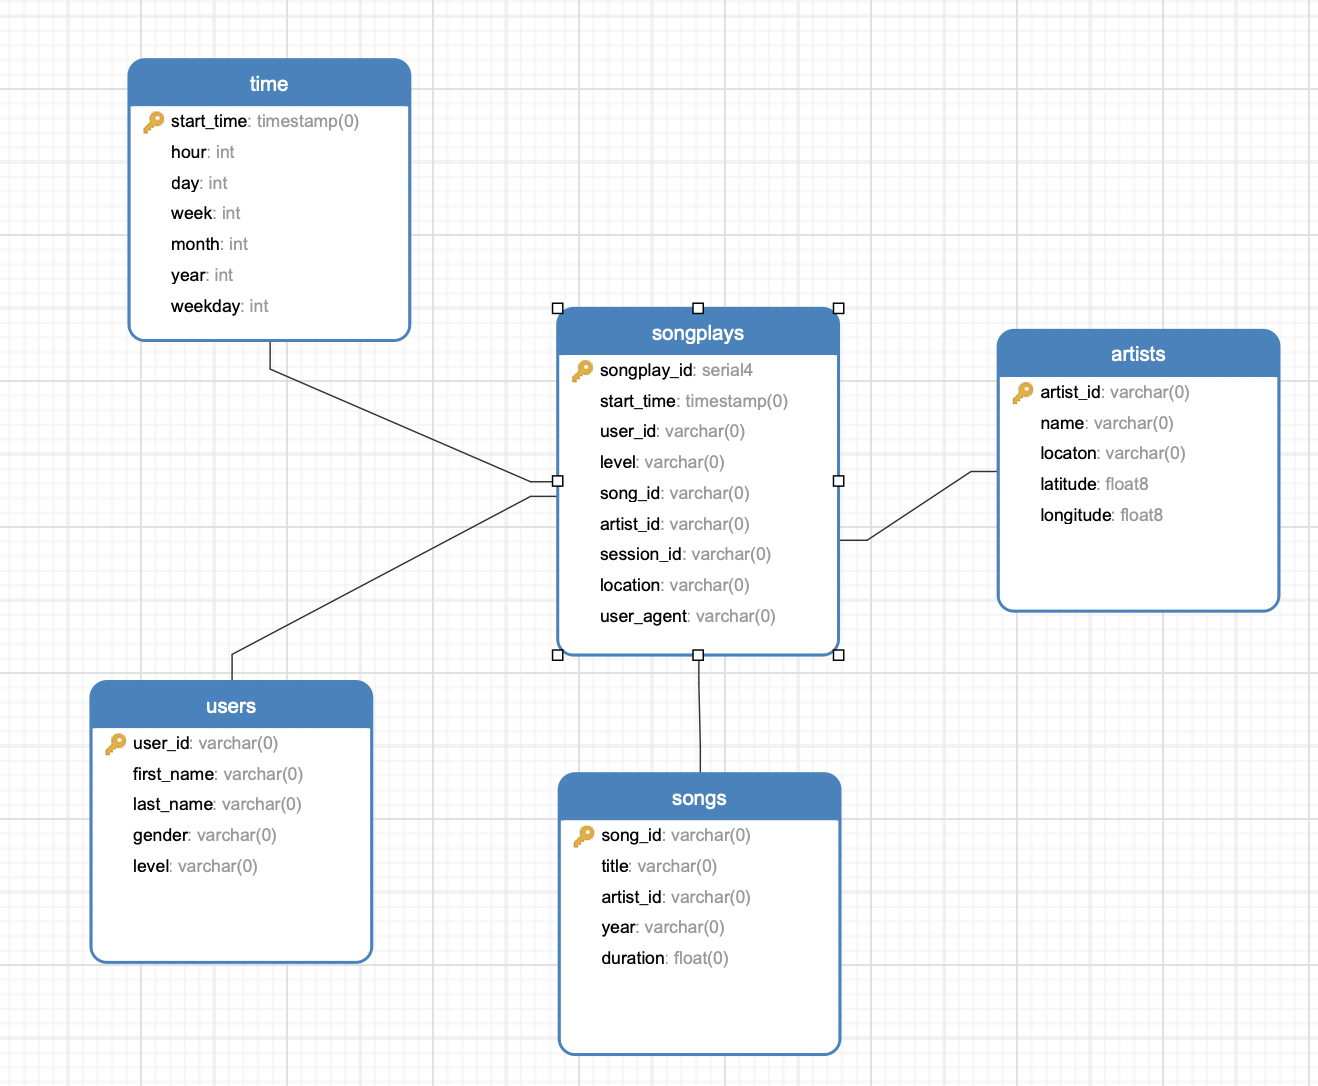 time
start_time: timestamp(0)
hour: int
day: int
week: int
month: int
year: int
weekday: int
songplays
songplay_id: serial4
start_time: timestamp(0)
user_id: varchar(0)
level: varchar(0)
song_id: varchar(0)
artist_id: varchar(0)
session_id: varchar(0)
location: varchar(0)
user_agent: varchar(0)
artists
artist_id: varchar(0)
name: varchar(0)
locaton: varchar(0)
latitude: float8
longitude: float8
users
user_id: varchar(0)
first_name: varchar(0)
last_name: varchar(0)
gender: varchar(0)
level: varchar(0)
songs
song_id: varchar(0)
title: varchar(0)
artist_id: varchar(0)
year: varchar(0)
duration: float(0)